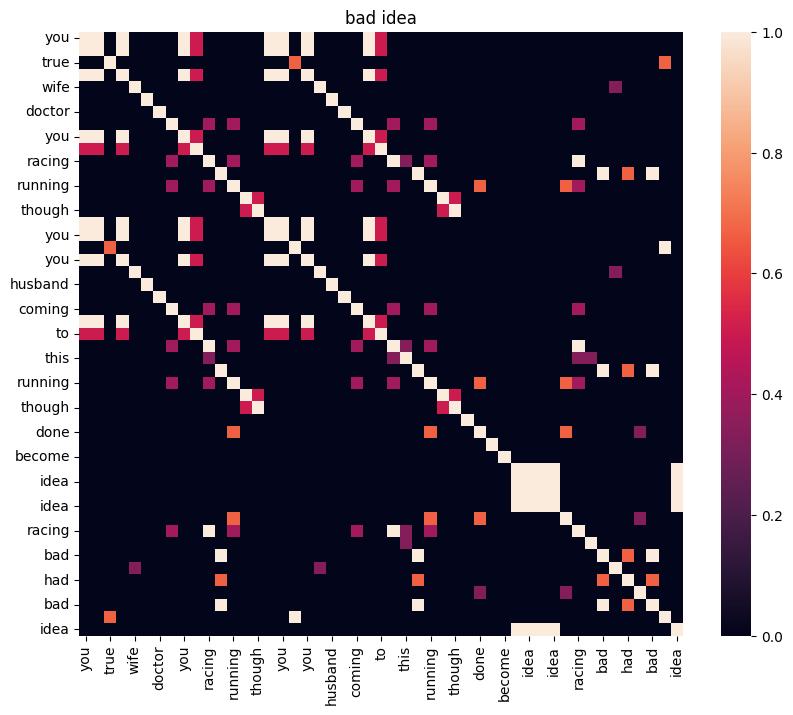 bad idea
you
true
wife
doctor
you
racing
running
though
you
you
husband
coming
to
this
running
though
done
become
idea
idea
racing
bad
had
bad
idea
you
true
wife
doctor
you
racing
running
though
you
you
husband
coming
to
this
running
though
done
become
idea
idea
racing
bad
had
bad
idea
1.0
0.8
0.6
0.4
0.2
0.0